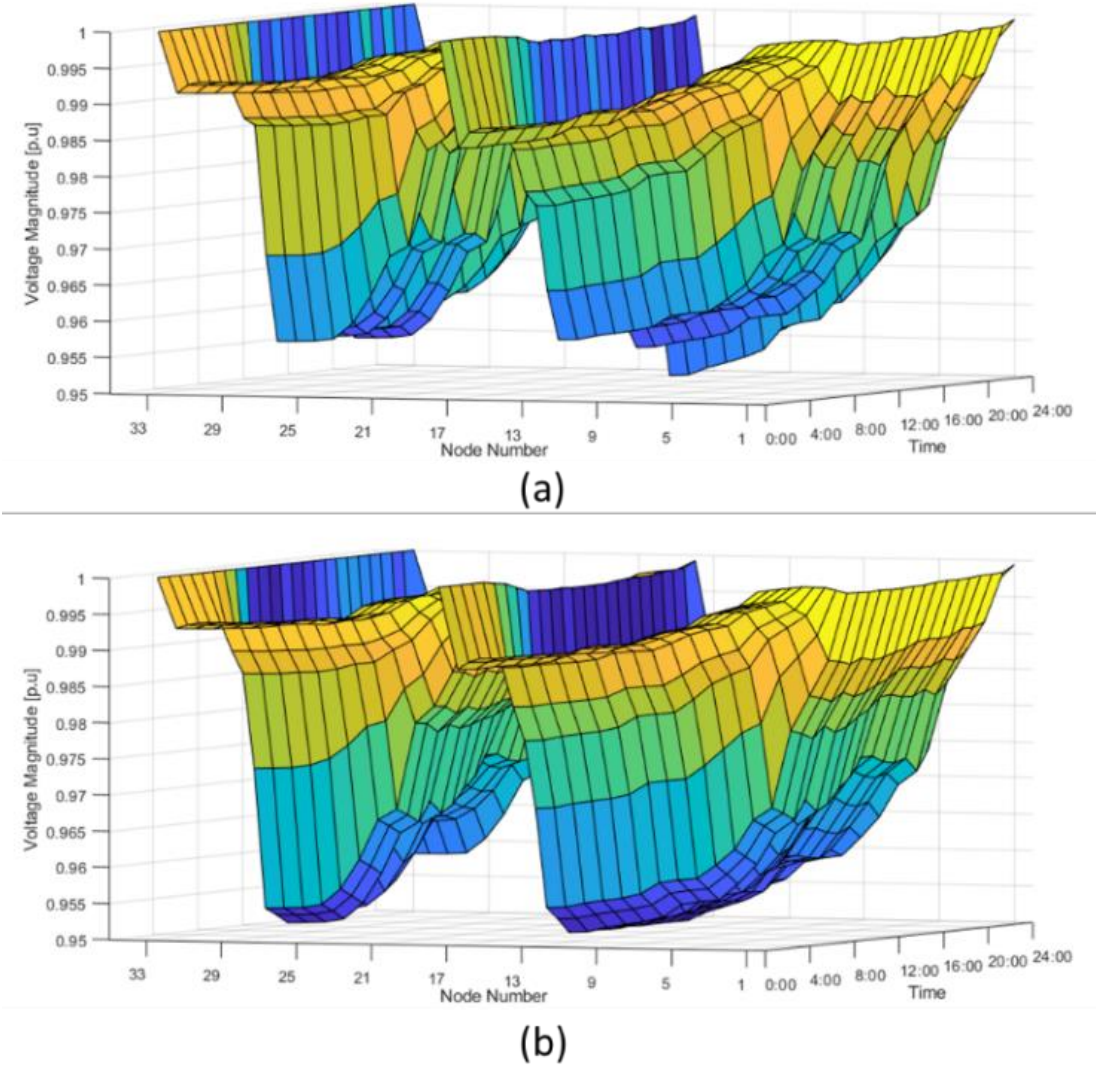 1
0.995
0.99
0.985
0.98
0.975
0.97
0.965
0.96
0.955
0.95
Voltage Magnitude [p.u]
33 29 25 21 17 13 9 5 1
Node Number
0:00 4:00 8:00 12:00 16:00 20:00 24:00
Time
(a)
1
0.995
0.99
0.985
0.98
0.975
0.97
0.965
0.96
0.955
0.95
Voltage Magnitude [p.u]
33 29 25 21 17 13 9 5 1
Node Number
0:00 4:00 8:00 12:00 16:00 20:00 24:00
Time
(b)